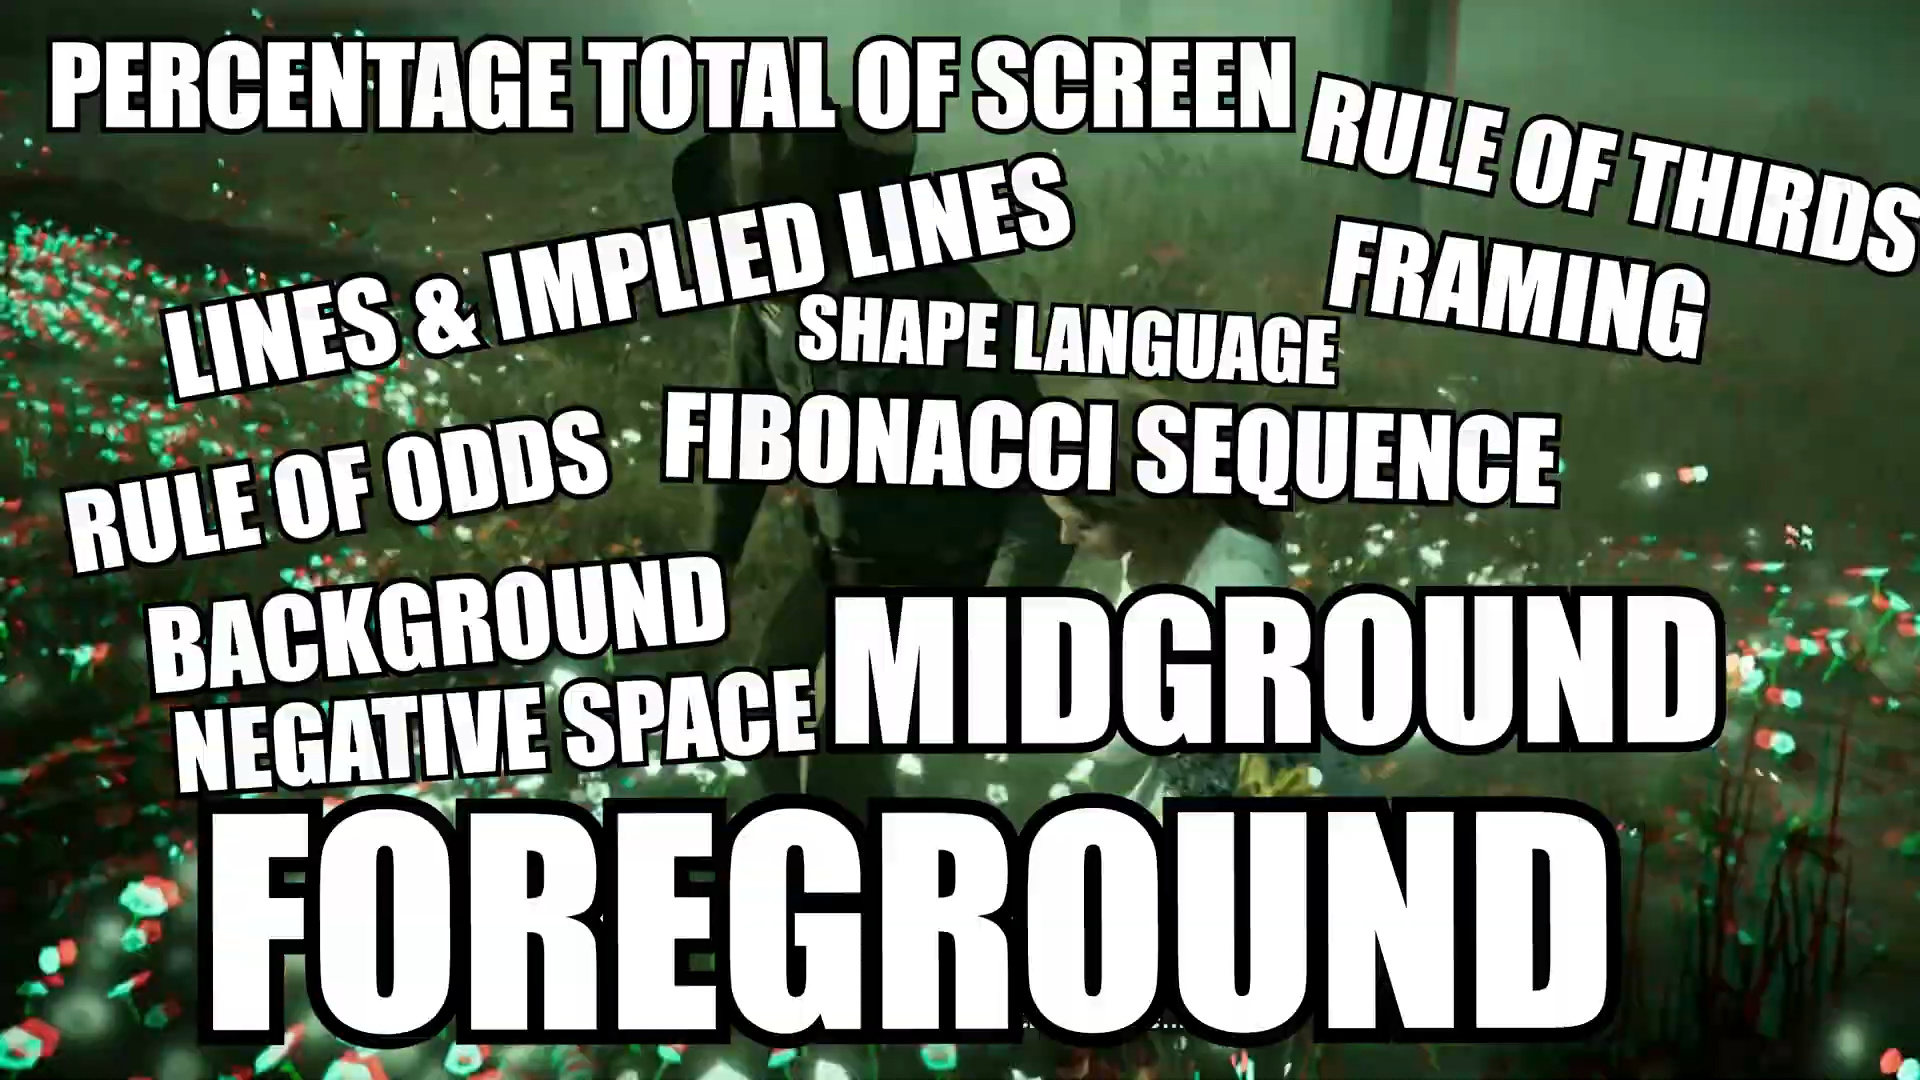 PERCENTAGE TOTAL OF SCREEN
RULE OF THIRDS
LINES & IMPLIED LINES
FRAMING
SHAPE LANGUAGE
FIBONACCI SEQUENCE
RULE OF ODDS
BACKGROUND
MIDGROUND
NEGATIVE SPACE
FOREGROUND